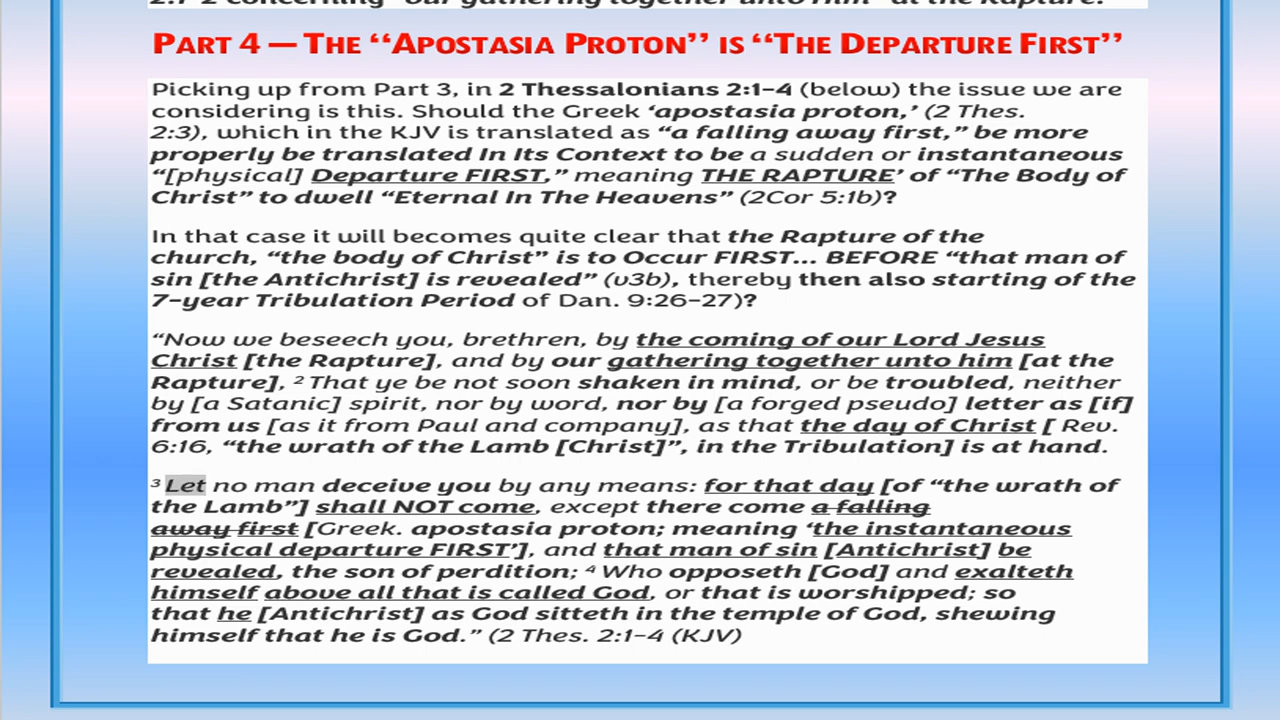 2:1-2 concerning "our gathering together unto Him" at the Rapture.
PART 4 — THE “APOSTASIA PROTON” IS “THE DEPARTURE FIRST”
Picking up from Part 3, in 2 Thessalonians 2:1-4 (below) the issue we are
considering is this. Should the Greek ‘apostasia proton,’ (2 Thes.
2:3), which in the KJV is translated as “a falling away first,” be more
properly be translated In Its Context to be a sudden or instantaneous
“[physical] Departure FIRST,” meaning THE RAPTURE’ of “The Body of
Christ” to dwell “Eternal In The Heavens” (2Cor 5:1b)?
In that case it will becomes quite clear that the Rapture of the
church, “the body of Christ” is to Occur FIRST... BEFORE “that man of
sin [the Antichrist] is revealed” (v3b), thereby then also starting of the
7-year Tribulation Period of Dan. 9:26-27)?
“Now we beseech you, brethren, by the coming of our Lord Jesus
Christ [the Rapture], and by our gathering together unto him [at the
Rapture], ² That ye be not soon shaken in mind, or be troubled, neither
by [a Satanic] spirit, nor by word, nor by [a forged pseudo] letter as [if]
from us [as it from Paul and company], as that the day of Christ [ Rev.
6:16, “the wrath of the Lamb [Christ]”, in the Tribulation] is at hand.
³ Let no man deceive you by any means: for that day [of “the wrath of
the Lamb”] shall NOT come, except there come a falling
away first [Greek. apostasia proton; meaning ‘the instantaneous
physical departure FIRST’], and that man of sin [Antichrist] be
revealed, the son of perdition; ⁴ Who opposeth [God] and exalteth
himself above all that is called God, or that is worshipped; so
that he [Antichrist] as God sitteth in the temple of God, shewing
himself that he is God.” (2 Thes. 2:1-4 (KJV)